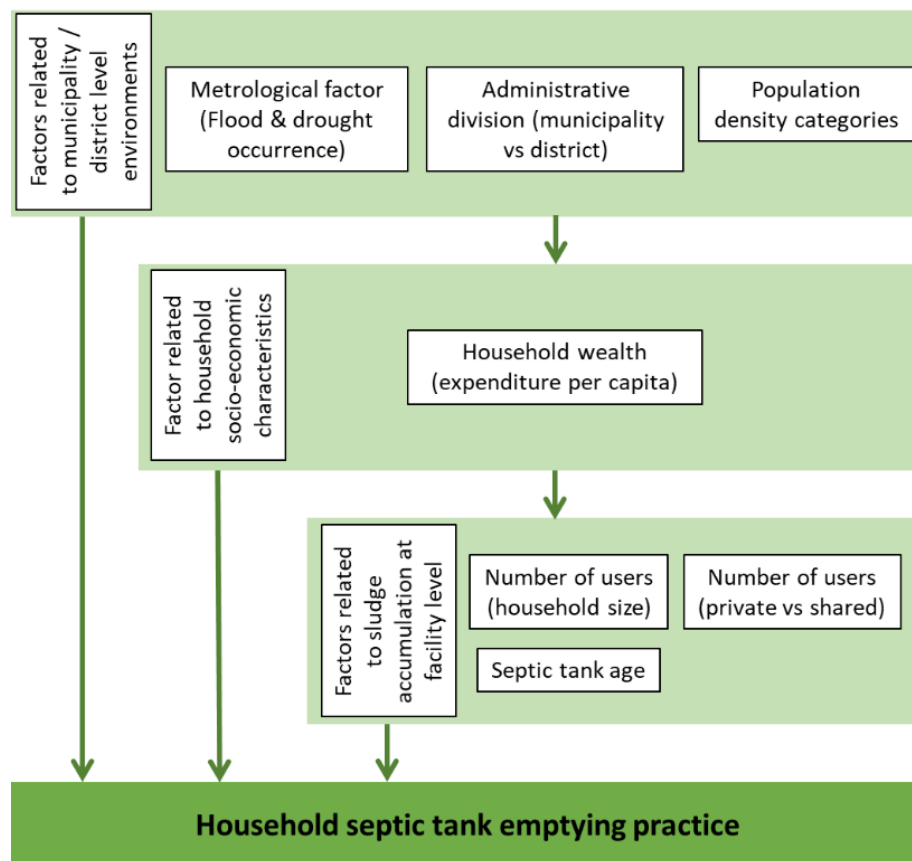 Factors related
to municipality /
district level
environments
Metrological factor
(Flood & drought
occurrence)
Administrative
division (municipality
vs district)
Population
density categories
Factor related
to household
socio-economic
characteristics
Household wealth
(expenditure per capita)
Factors related
to sludge
accumulation at
facility level
Number of users
(household size)
Number of users
(private vs shared)
Septic tank age
Household septic tank emptying practice